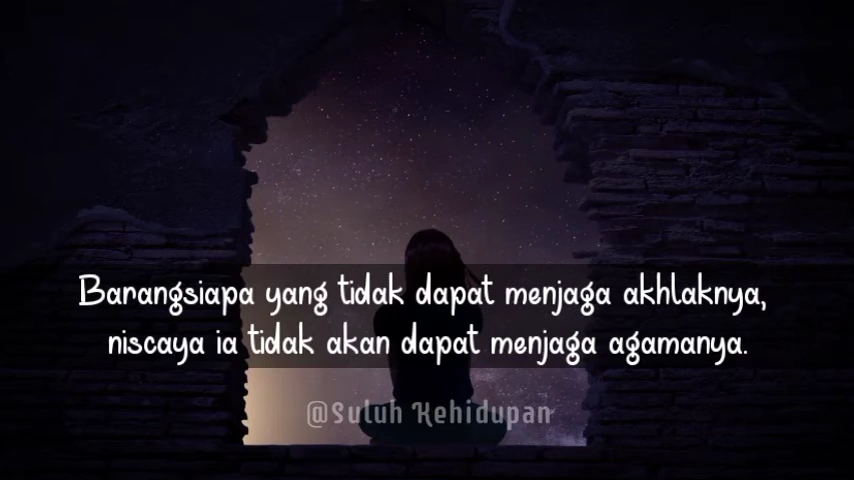 Barangsiapa yang tidak dapat menjaga akhlaknya,
niscaya ia tidak akan dapat menjaga agamanya.
@Suluh Kehidupan